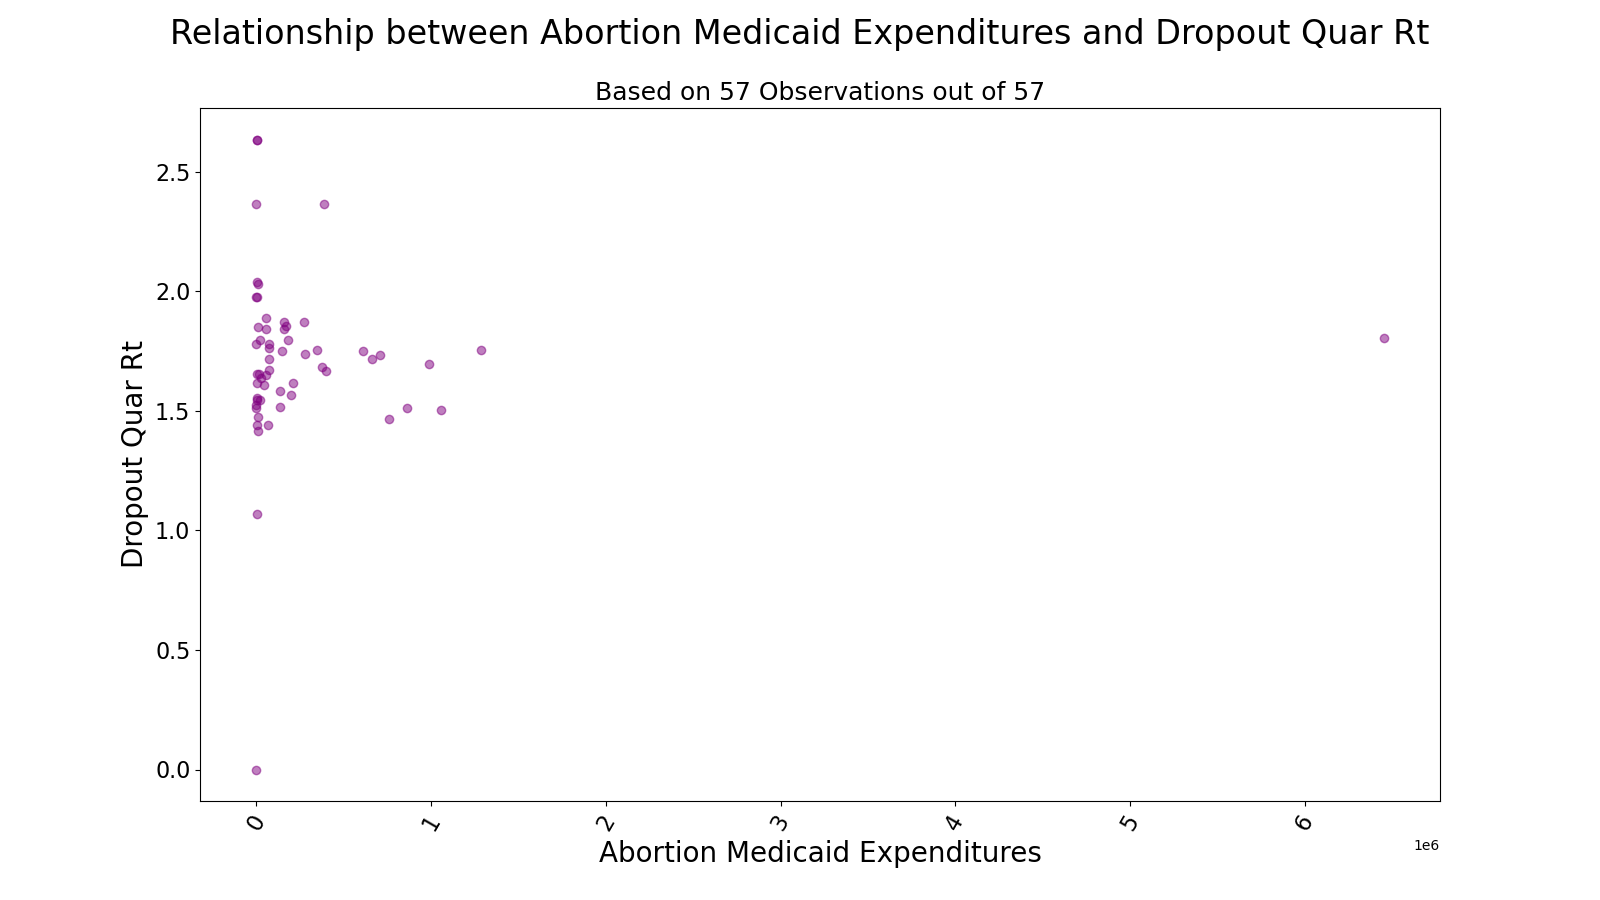 Relationship between Abortion Medicaid Expenditures and Dropout Quar Rt
Based on 57 Observations out of 57
Dropout Quar Rt
2.5
2.0
1.5
1.0
0.5
0.0
0 1 2 3 4 5 6
1e6
Abortion Medicaid Expenditures